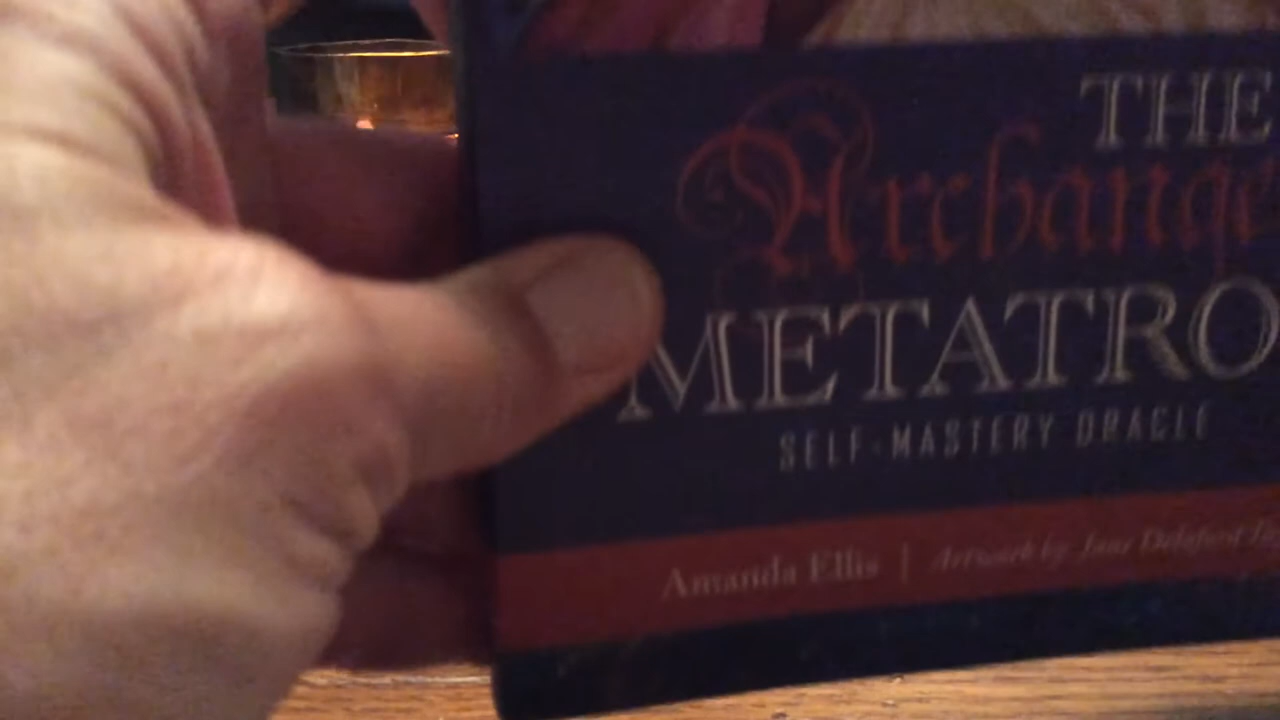 THE
Archange
METATRO
SELF-MASTERY ORACLE
Amanda Ellis | Artwork by Jane Delaford